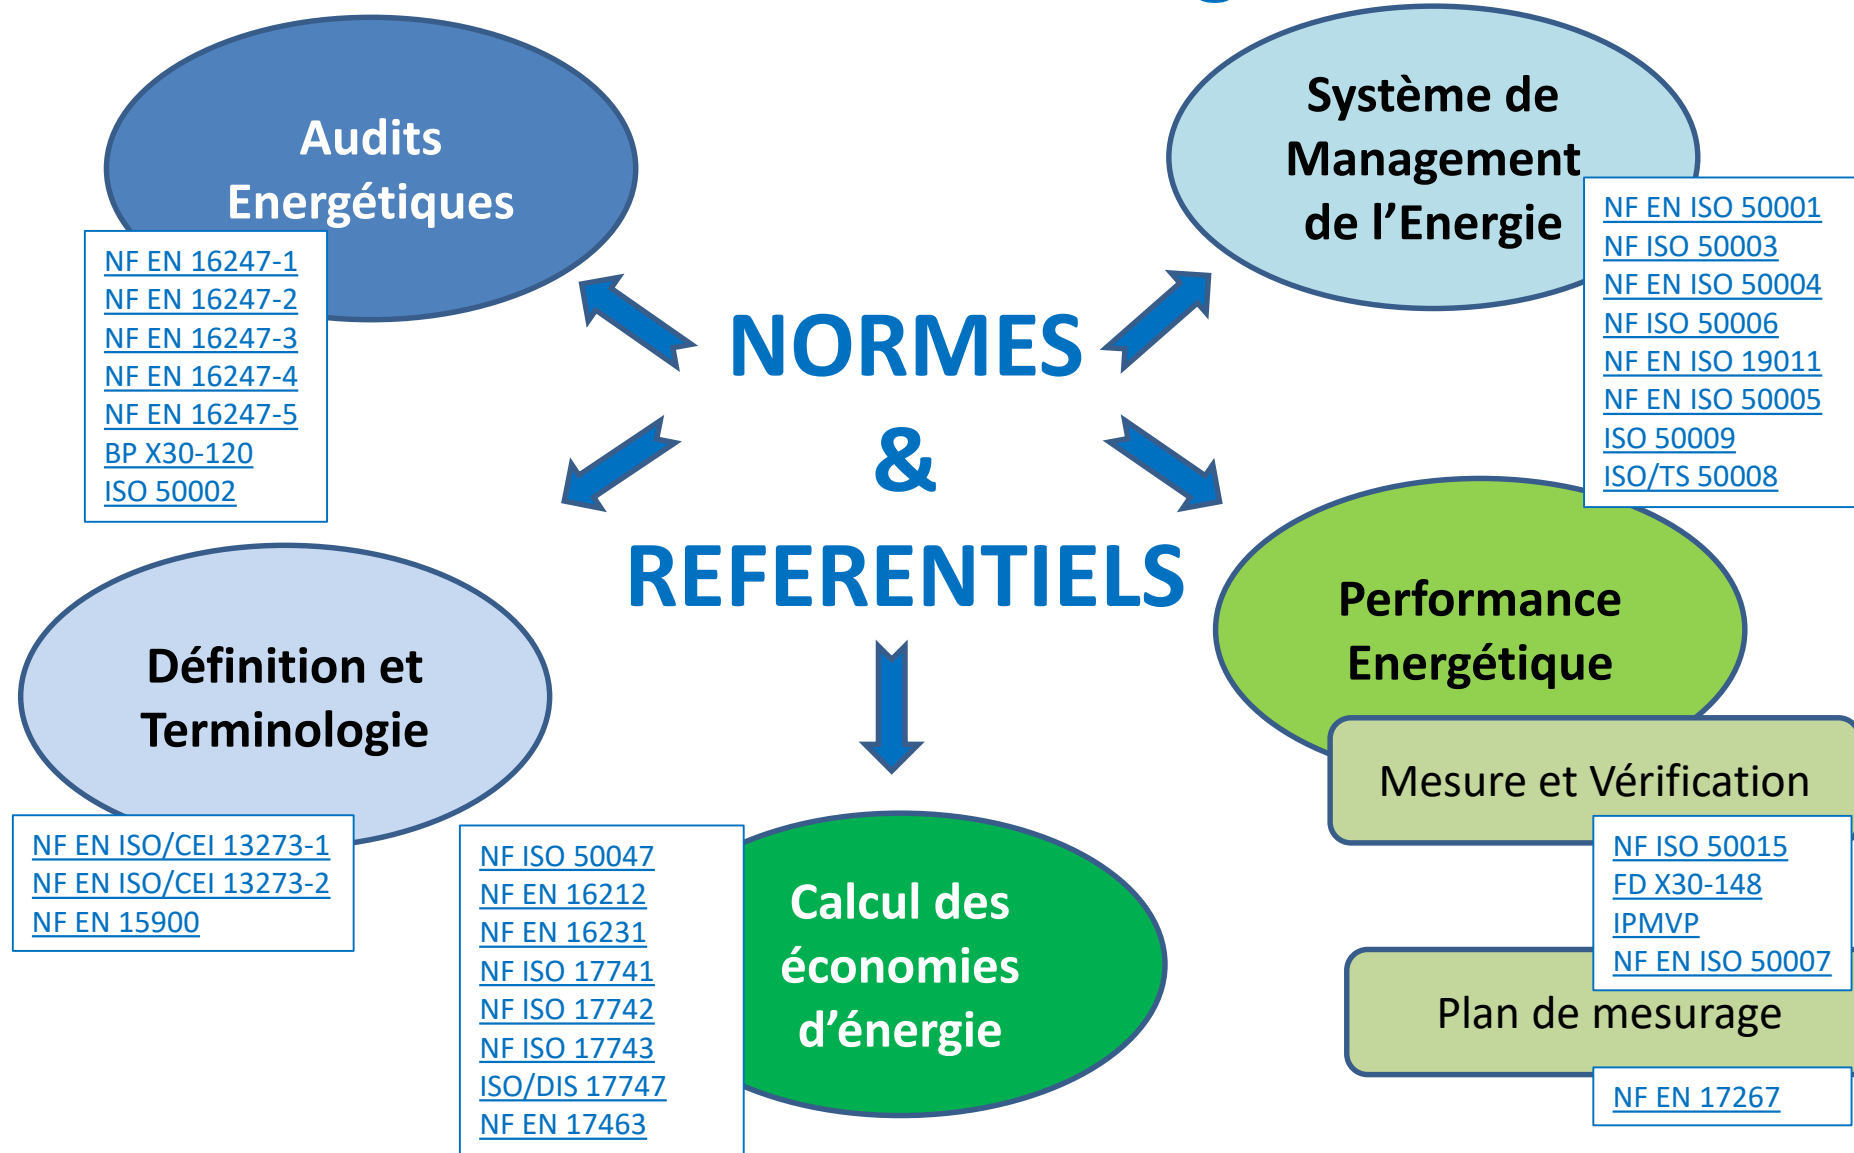 Audits
Energétiques
NF EN 16247-1
NF EN 16247-2
NF EN 16247-3
NF EN 16247-4
NF EN 16247-5
BP X30-120
ISO 50002
Système de
Management
de l’Energie
NF EN ISO 50001
NF ISO 50003
NF EN ISO 50004
NF ISO 50006
NF EN ISO 19011
NF EN ISO 50005
ISO 50009
ISO/TS 50008
NORMES
&
REFERENTIELS
Définition et
Terminologie
NF EN ISO/CEI 13273-1
NF EN ISO/CEI 13273-2
NF EN 15900
NF ISO 50047
NF EN 16212
NF EN 16231
NF ISO 17741
NF ISO 17742
NF ISO 17743
ISO/DIS 17747
NF EN 17463
Calcul des
économies
d’énergie
Performance
Energétique
Mesure et Vérification
NF ISO 50015
FD X30-148
IPMVP
NF EN ISO 50007
Plan de mesurage
NF EN 17267